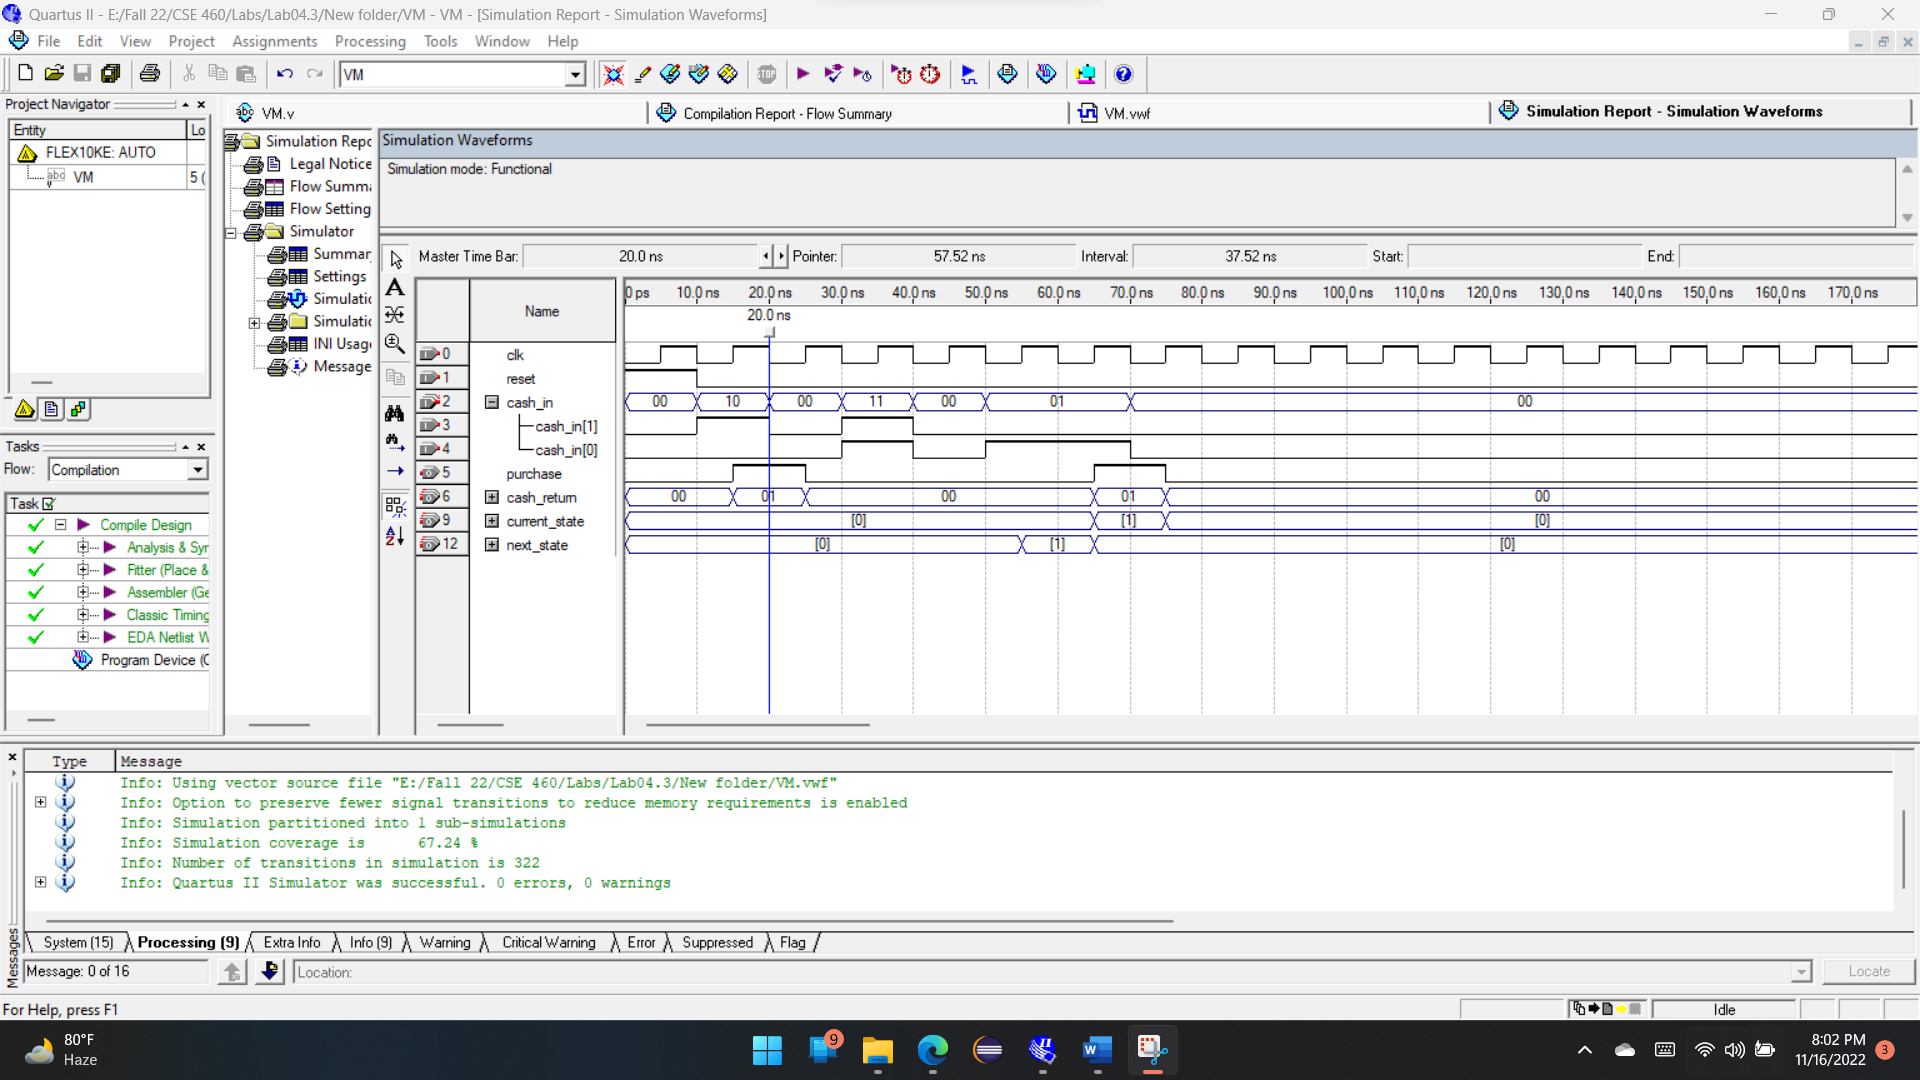 Quartus II - E:/Fall 22/CSE 460/Labs/Lab04.3/New folder/VM - VM - [Simulation Report - Simulation Waveforms]
File Edit View Project Assignments Processing Tools Window Help
VM
Project Navigator
Entity Lo
FLEX10KE: AUTO
VM 5 (
VM.v
Compilation Report - Flow Summary
VM.vwf
Simulation Report - Simulation Waveforms
Simulation Repo
Legal Notice
Flow Summa
Flow Setting
Simulator
Summar
Settings
Simulatio
Simulatio
INI Usage
Message
Simulation Waveforms
Simulation mode: Functional
Master Time Bar: 20.0 ns Pointer: 57.52 ns Interval: 37.52 ns Start: End:
Name
0 ps 10.0 ns 20.0 ns 30.0 ns 40.0 ns 50.0 ns 60.0 ns 70.0 ns 80.0 ns 90.0 ns 100.0 ns 110.0 ns 120.0 ns 130.0 ns 140.0 ns 150.0 ns 160.0 ns 170.0 ns
20.0 ns
0 clk
1 reset
2 cash_in 00 10 00 11 00 01 00
3 cash_in[1]
4 cash_in[0]
5 purchase
6 cash_return 00 01 00 01 00
9 current_state [0] [1] [0]
12 next_state [0] [1] [0]
Tasks
Flow: Compilation
Task
Compile Design
Analysis & Syr
Fitter (Place &
Assembler (Ge
Classic Timing
EDA Netlist W
Program Device (C
Type Message
Info: Using vector source file "E:/Fall 22/CSE 460/Labs/Lab04.3/New folder/VM.vwf"
Info: Option to preserve fewer signal transitions to reduce memory requirements is enabled
Info: Simulation partitioned into 1 sub-simulations
Info: Simulation coverage is 67.24 %
Info: Number of transitions in simulation is 322
Info: Quartus II Simulator was successful. 0 errors, 0 warnings
Messages
System (15) Processing (9) Extra Info Info (9) Warning Critical Warning Error Suppressed Flag
Message: 0 of 16 Location: Locate
For Help, press F1 Idle
80°F
Haze
9
8:02 PM
11/16/2022
3